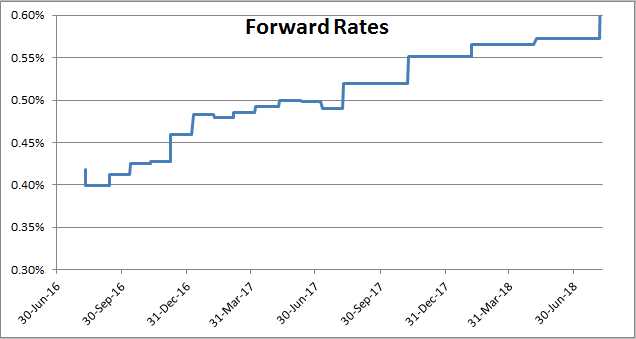 Forward Rates
0.60%
0.55%
0.50%
0.45%
0.40%
0.35%
0.30%
30-Jun-16
30-Sep-16
31-Dec-16
31-Mar-17
30-Jun-17
30-Sep-17
31-Dec-17
31-Mar-18
30-Jun-18